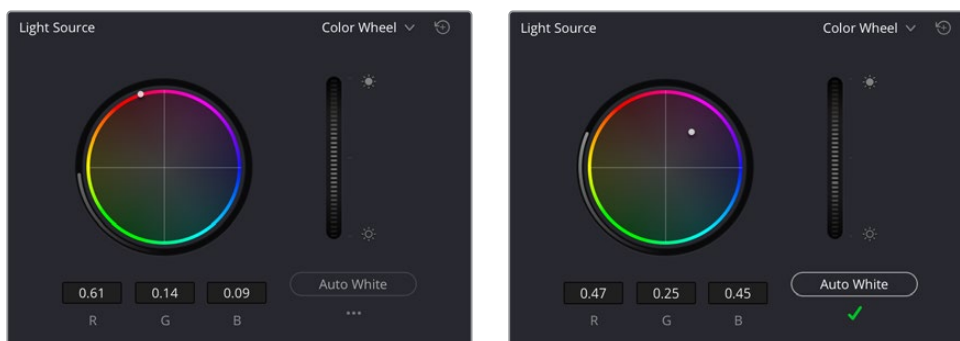 Light Source Color Wheel
0.61 0.14 0.09 Auto White
R G B
Light Source Color Wheel
0.47 0.25 0.45 Auto White
R G B